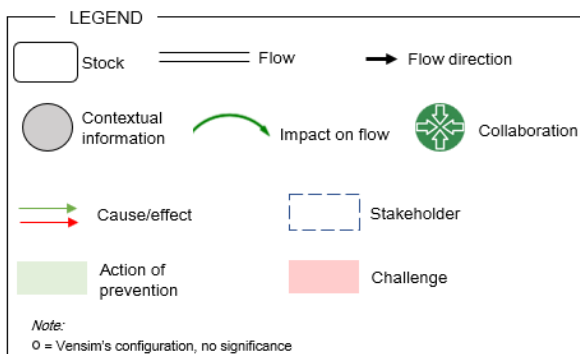 LEGEND
Stock
Flow
Flow direction
Contextual
information
Impact on flow
Collaboration
Cause/effect
Stakeholder
Action of
prevention
Challenge
Note:
o = Vensim's configuration, no significance